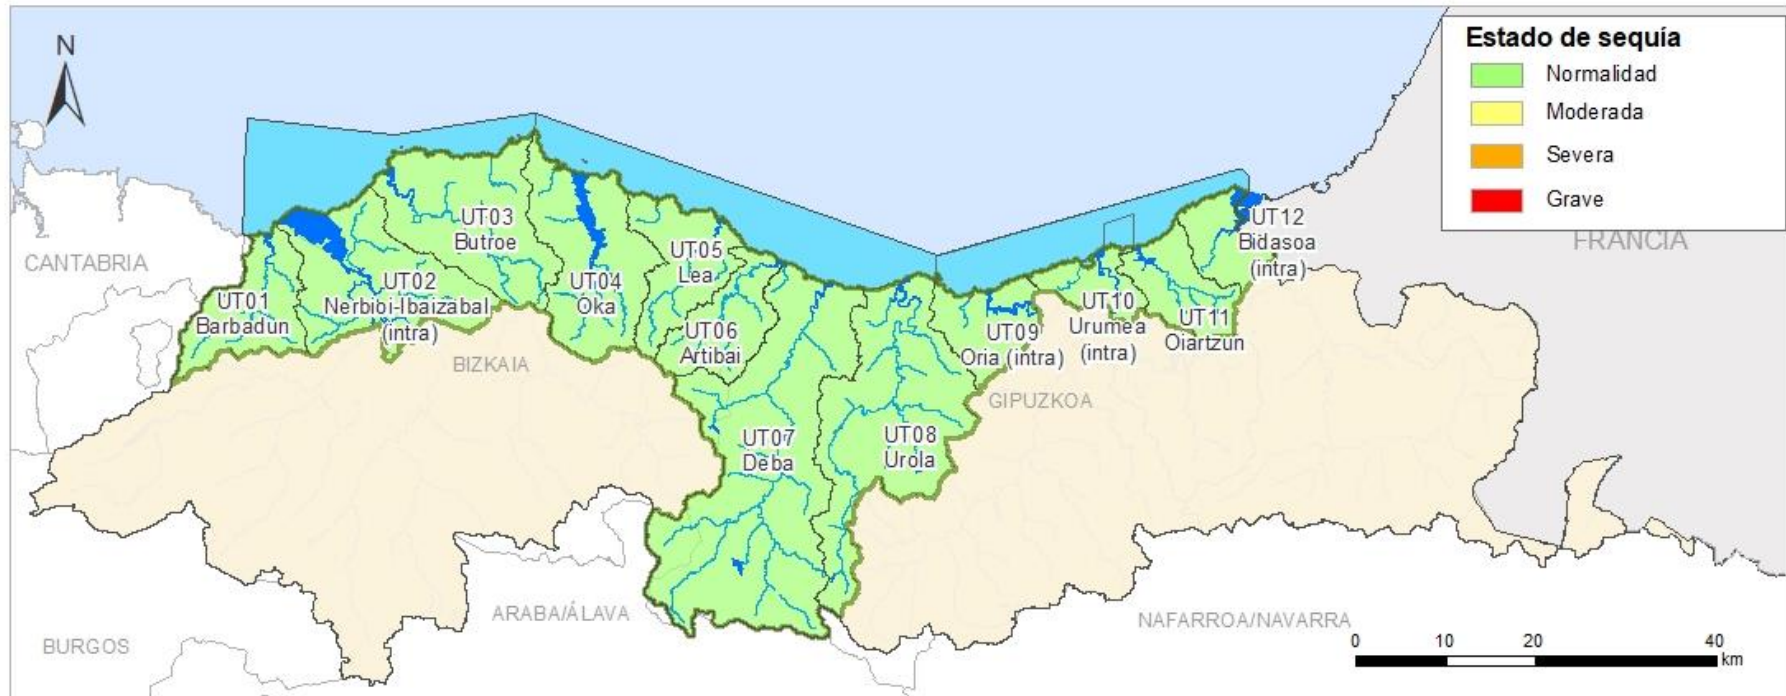 N
Estado de sequía
Normalidad
Moderada
Severa
Grave
FRANCIA
CANTABRIA
UT01
Barbadun
UT02
Nerbioi-Ibaizabal
(intra)
UT03
Butroe
UT04
Oka
UT05
Lea
UT06
Artibai
UT07
Deba
UT08
Urola
UT09
Oria (intra)
UT10
Urumea
(intra)
UT11
Oiartzun
UT12
Bidasoa
(intra)
BIZKAIA
GIPUZKOA
ARABA/ÁLAVA
BURGOS
NAFARROA/NAVARRA
0 10 20 40
km